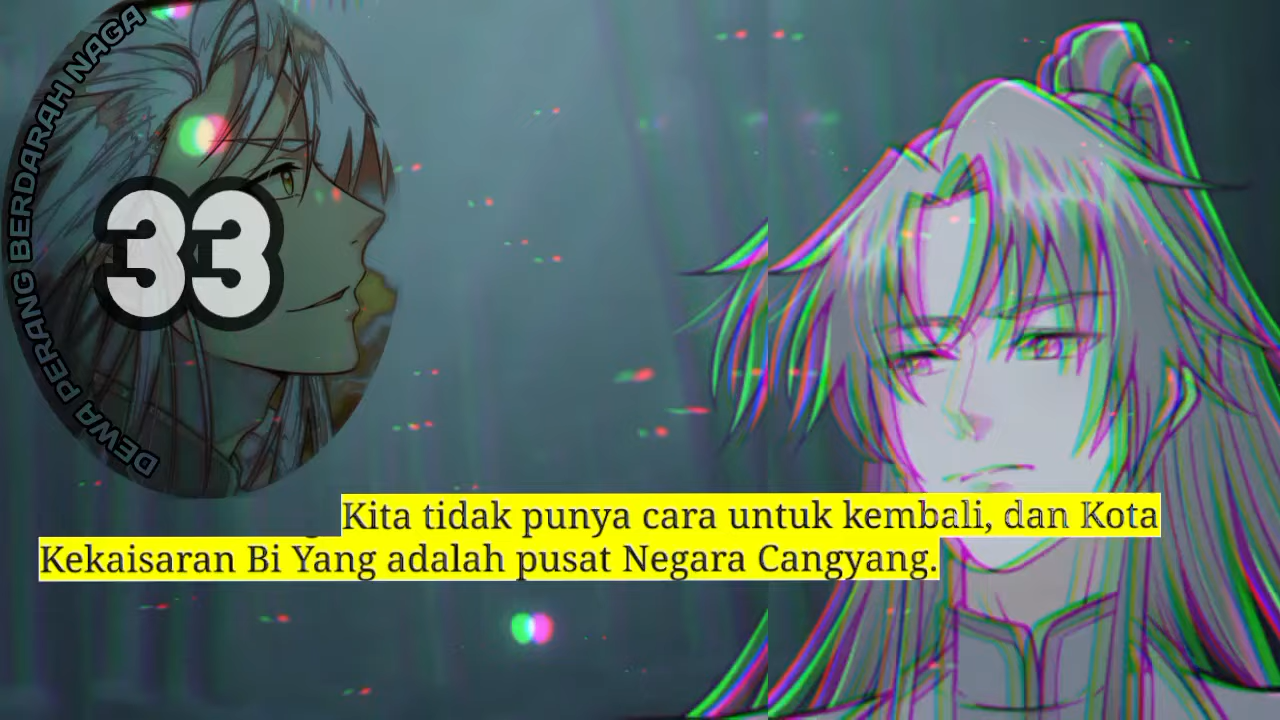 DEWA PERANG BERDARAH NAGA
33
Kita tidak punya cara untuk kembali, dan Kota
Kekaisaran Bi Yang adalah pusat Negara Cangyang.